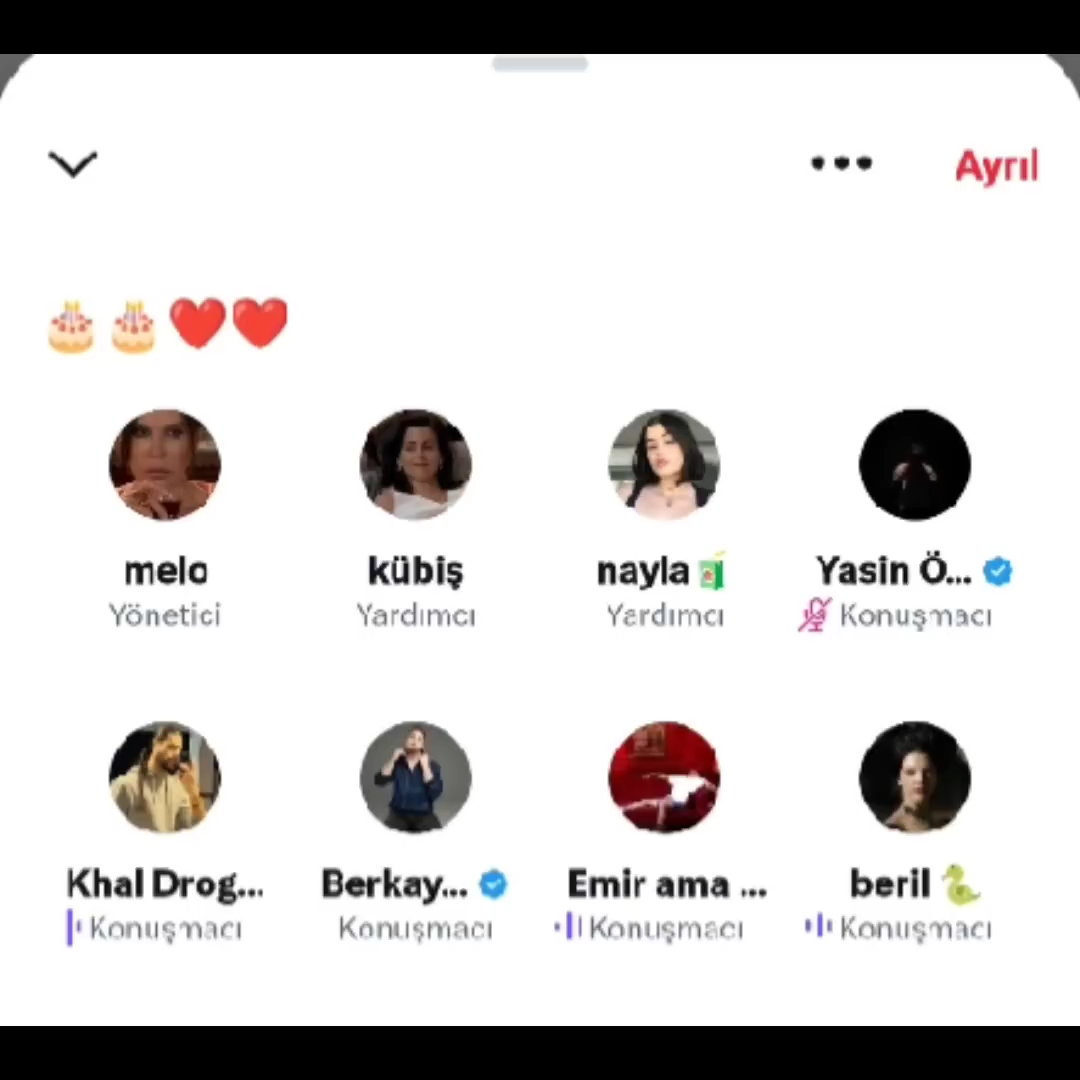 Ayrıl
🎂🎂❤️❤️
melo kübiş nayla🧃 Yasin Ö...
Yönetici Yardımcı Yardımcı Konuşmacı
Khal Drog... Berkay... Emir ama ... beril 🐍
Konuşmacı Konuşmacı Konuşmacı Konuşmacı